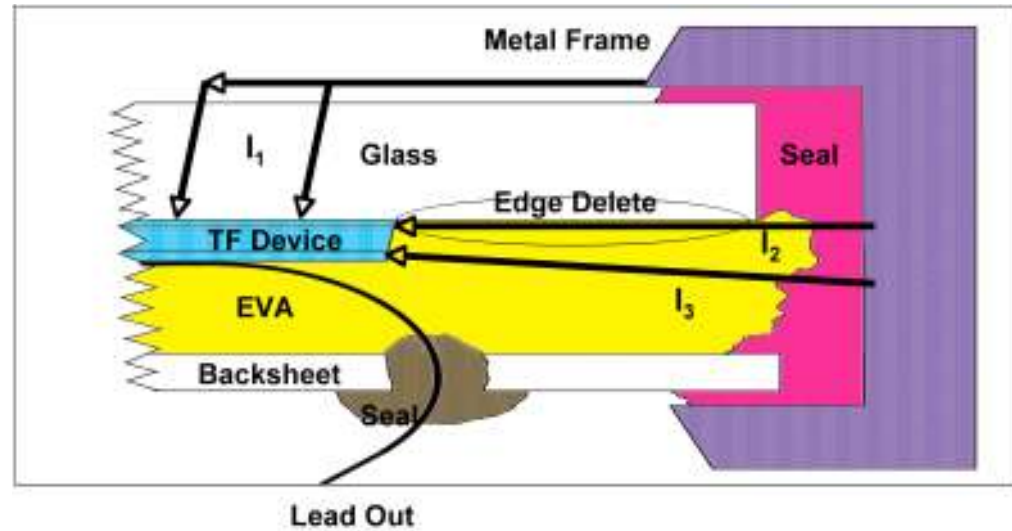 Metal Frame
I₁
Glass
Seal
Edge Delete
TF Device
I₂
EVA
I₃
Backsheet
Seal
Lead Out